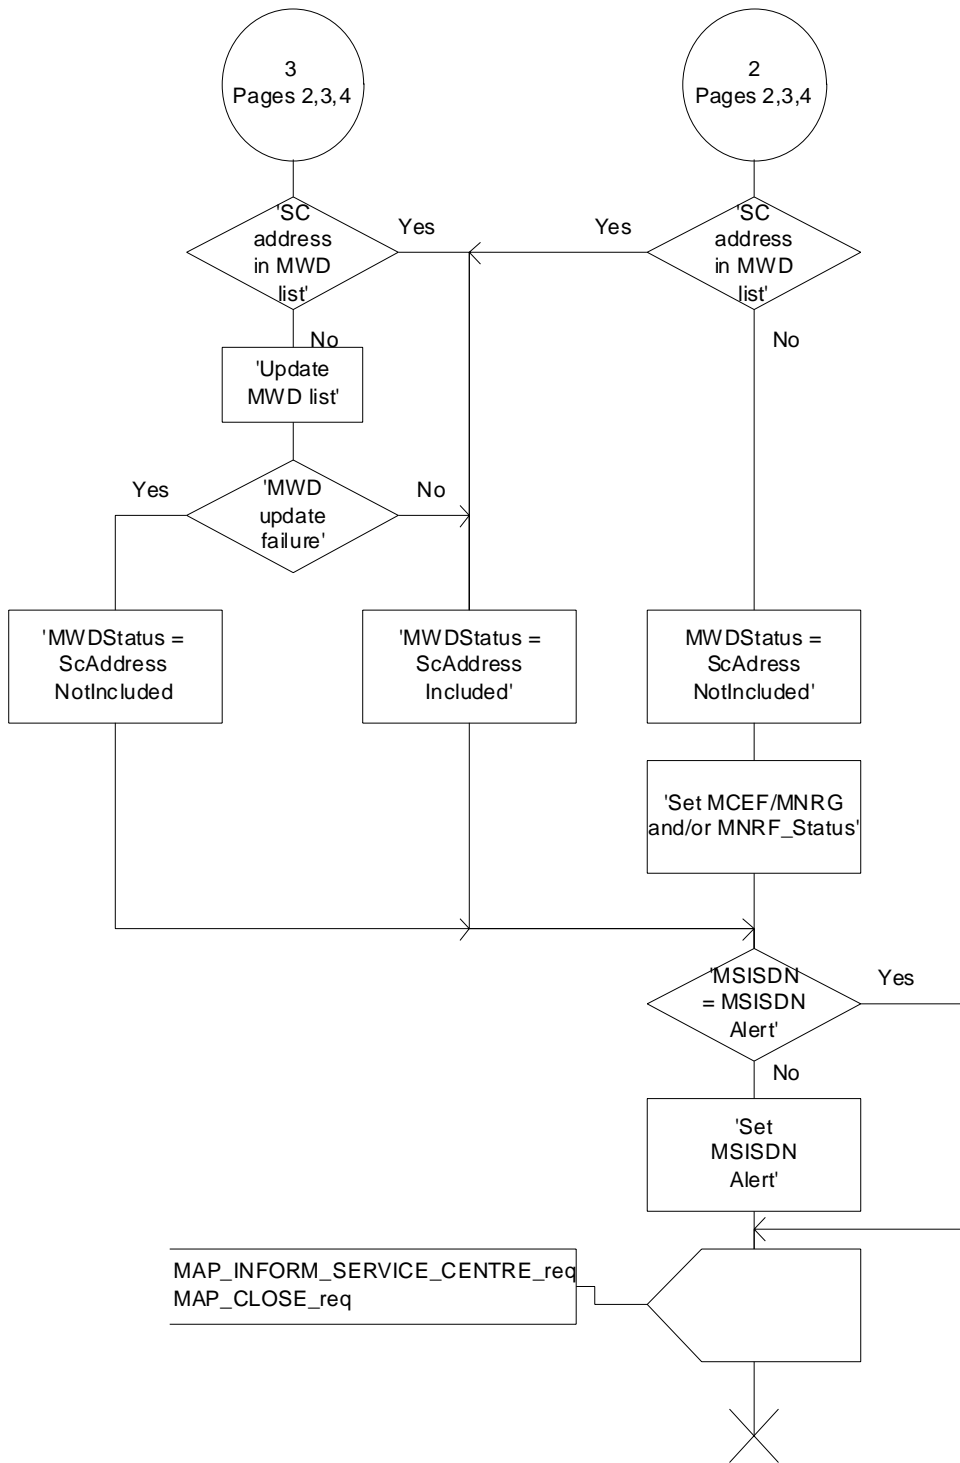 3
Pages 2,3,4
2
Pages 2,3,4
'SC
address
in MWD
list'
Yes
Yes
'SC
address
in MWD
list'
No
No
'Update
MWD list'
Yes
'MWD
update
failure'
No
'MWDStatus =
ScAddress
NotIncluded
'MWDStatus =
ScAddress
Included'
MWDStatus =
ScAdress
NotIncluded'
'Set MCEF/MNRG
and/or MNRF_Status'
'MSISDN
= MSISDN
Alert'
Yes
No
'Set
MSISDN
Alert'
MAP_INFORM_SERVICE_CENTRE_req
MAP_CLOSE_req